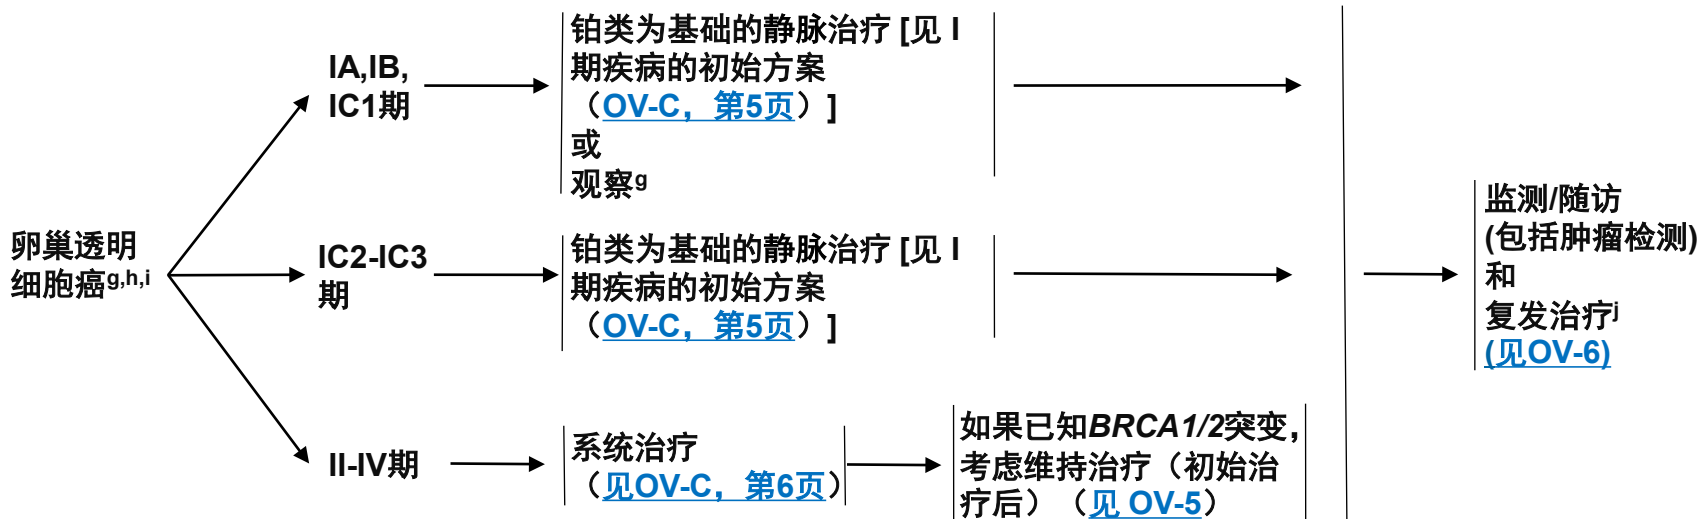 卵巢透明
细胞癌g,h,i
IA,IB,
IC1期
铂类为基础的静脉治疗 [见 I
期疾病的初始方案
（OV-C，第5页）]
或
观察g
IC2-IC3
期
铂类为基础的静脉治疗 [见 I
期疾病的初始方案
（OV-C，第5页）]
II-IV期
系统治疗
（见OV-C，第6页）
如果已知BRCA1/2突变，
考虑维持治疗（初始治
疗后）（见 OV-5）
监测/随访
(包括肿瘤检测)
和
复发治疗j
(见OV-6)